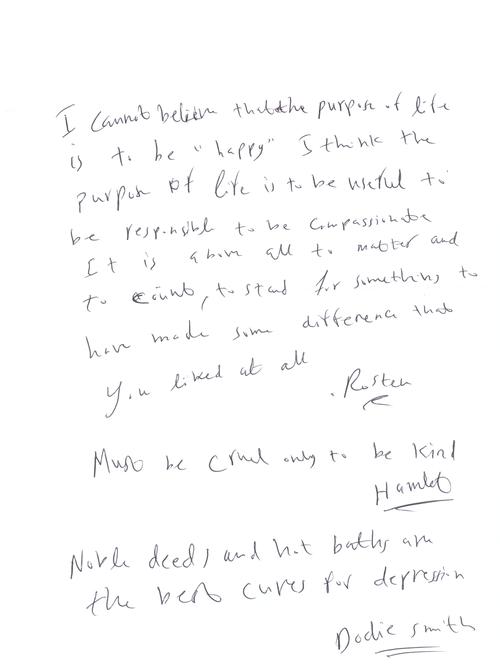 I cannot believe that the purpose of life
is to be "happy" I think the
purpose of life is to be useful to
be responsible to be compassionate
It is above all to matter and
to count, to stand for something to
have made some difference that
you lived at all
. Rosten
Must be cruel only to be kind
Hamlet
Noble deeds and hot baths are
the best cures for depression
Dodie Smith